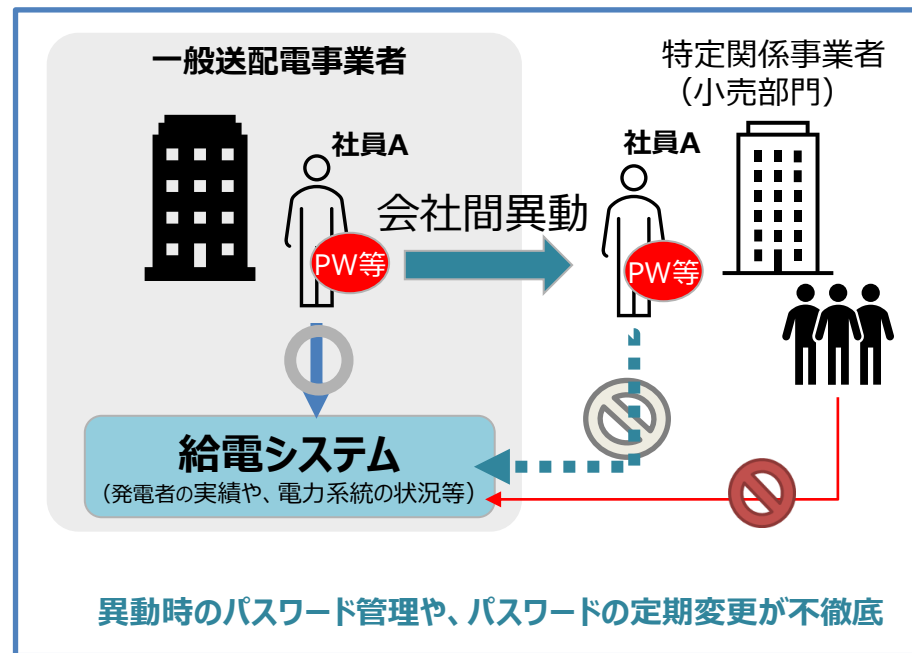 一般送配電事業者
特定関係事業者
（小売部門）
社員A
社員A
会社間異動
PW等
PW等
給電システム
（発電者の実績や、電力系統の状況等）
異動時のパスワード管理や、パスワードの定期変更が不徹底